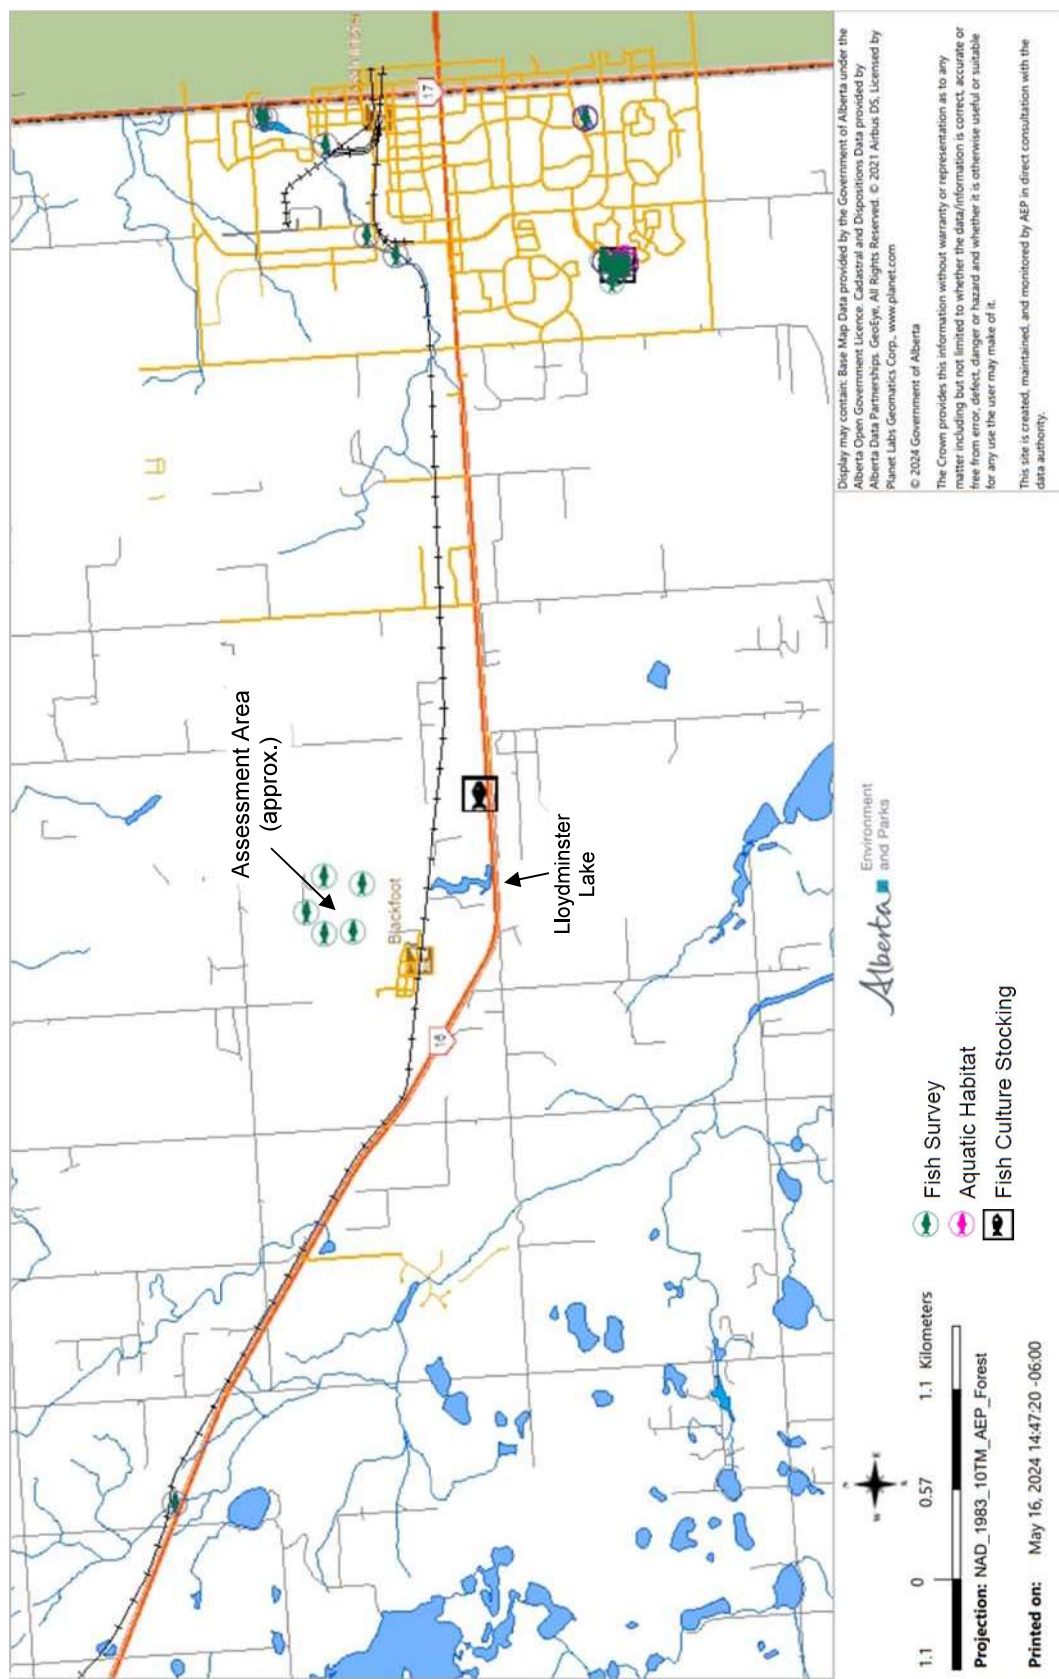 17
Assessment Area
(approx.)
Blackfoot
16
Lloydminster
Lake
Display may contain: Base Map Data provided by the Government of Alberta under the
Alberta Open Government Licence. Cadastral and Dispositions Data provided by
Alberta Data Partnerships. GeoEye, All Rights Reserved. © 2021 Airbus DS, Licensed by
Planet Labs Geomatics Corp. www.planet.com
© 2024 Government of Alberta
The Crown provides this information without warranty or representation as to any
matter including but not limited to whether the data/information is correct, accurate or
free from error, defect, danger or hazard and whether it is otherwise useful or suitable
for any use the user may make of it.
This site is created, maintained, and monitored by AEP in direct consultation with the
data authority.
Alberta Environment
and Parks
Fish Survey
Aquatic Habitat
Fish Culture Stocking
W E
1.1 0 0.57 1.1 Kilometers
Projection: NAD_1983_10TM_AEP_Forest
Printed on: May 16, 2024 14:47:20 -06:00